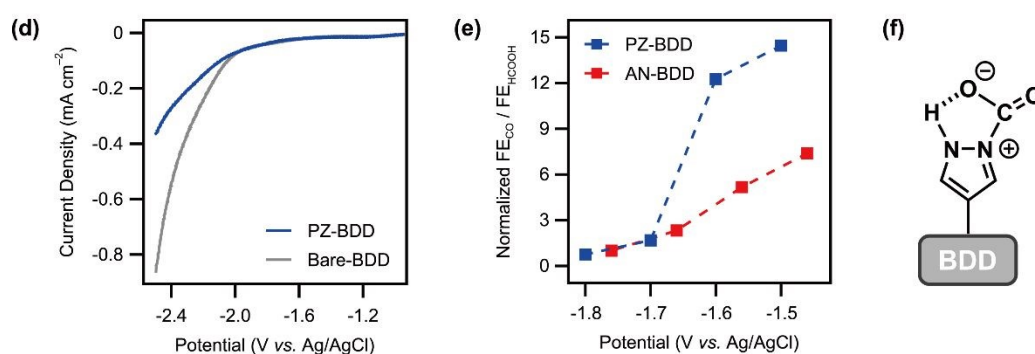 (d)
0
-0.2
-0.4
-0.6
-0.8
Current Density (mA cm⁻²)
PZ-BDD
Bare-BDD
-2.4 -2.0 -1.6 -1.2
Potential (V vs. Ag/AgCl)
(e)
15
12
9
6
3
0
Normalized FE_CO / FE_HCOOH
PZ-BDD
AN-BDD
-1.8 -1.7 -1.6 -1.5
Potential (V vs. Ag/AgCl)
(f)
O ⊖
H C O
N N ⊕
BDD